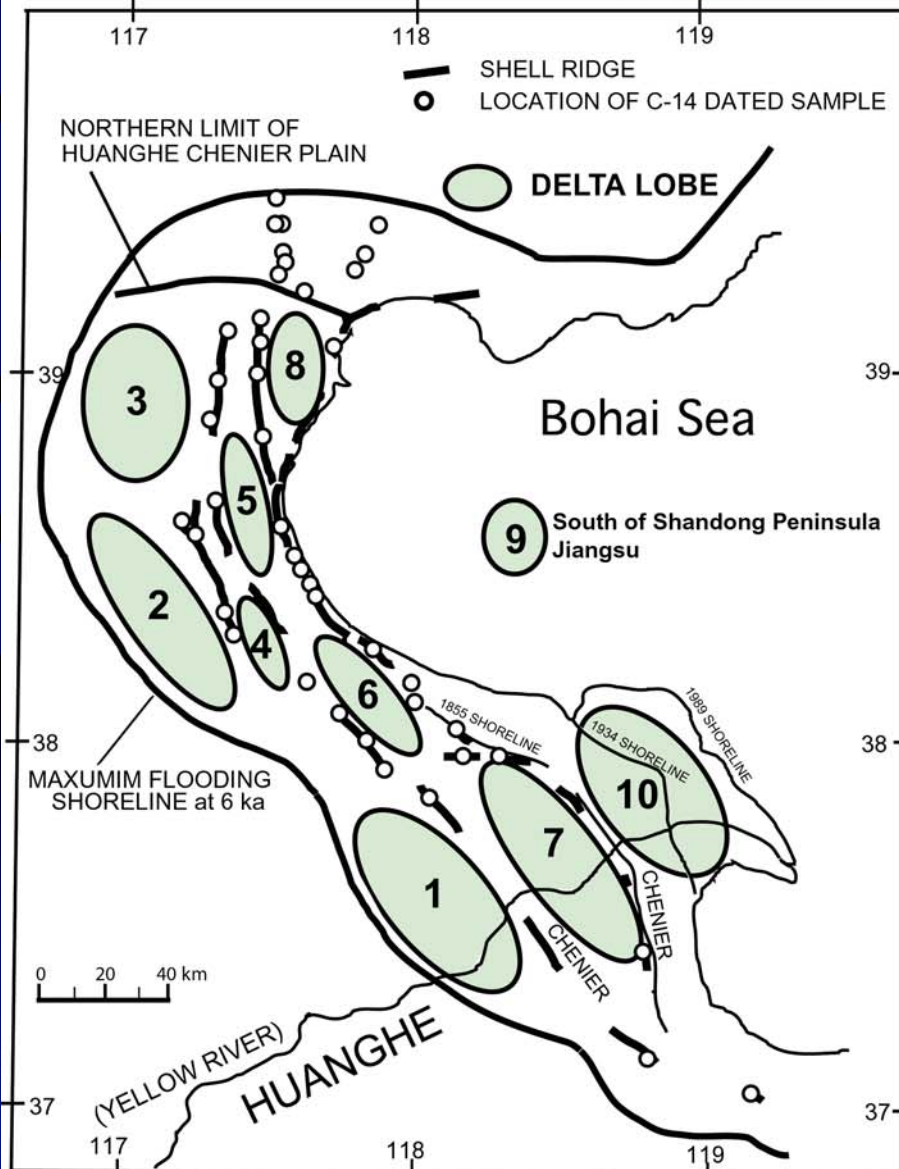 117
118
119
SHELL RIDGE
LOCATION OF C-14 DATED SAMPLE
NORTHERN LIMIT OF
HUANGHE CHENIER PLAIN
DELTA LOBE
39
39
3
8
Bohai Sea
5
9
South of Shandong Peninsula
Jiangsu
2
4
6
1855 SHORELINE
1934 SHORELINE
1989 SHORELINE
38
38
MAXUMIM FLOODING
SHORELINE at 6 ka
10
7
1
CHENIER
CHENIER
0 20 40 km
(YELLOW RIVER)
HUANGHE
37
37
117
118
119